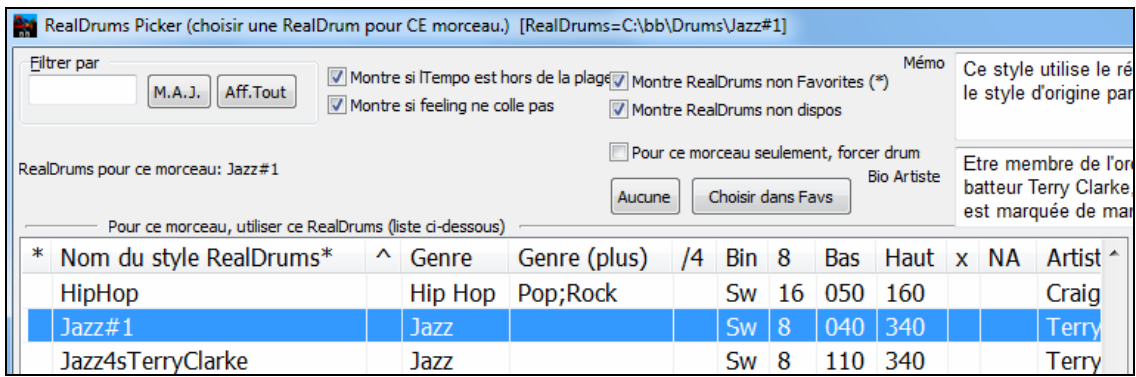 RealDrums Picker (choisir une RealDrum pour CE morceau.) [RealDrums=C:\bb\Drums\Jazz#1]
Filtrer par
M.A.J. Aff.Tout
Montre si lTempo est hors de la plage
Montre si feeling ne colle pas
Montre RealDrums non Favorites (*)
Montre RealDrums non dispos
Mémo
Ce style utilise le ré
le style d'origine par
RealDrums pour ce morceau: Jazz#1
Pour ce morceau seulement, forcer drum
Aucune Choisir dans Favs
Bio Artiste
Etre membre de l'or
batteur Terry Clarke,
est marquée de mar
Pour ce morceau, utiliser ce RealDrums (liste ci-dessous)
* Nom du style RealDrums* ^ Genre Genre (plus) /4 Bin 8 Bas Haut x NA Artist
HipHop Hip Hop Pop;Rock Sw 16 050 160 Craig
Jazz#1 Jazz Sw 8 040 340 Terry
Jazz4sTerryClarke Jazz Sw 8 110 340 Terry